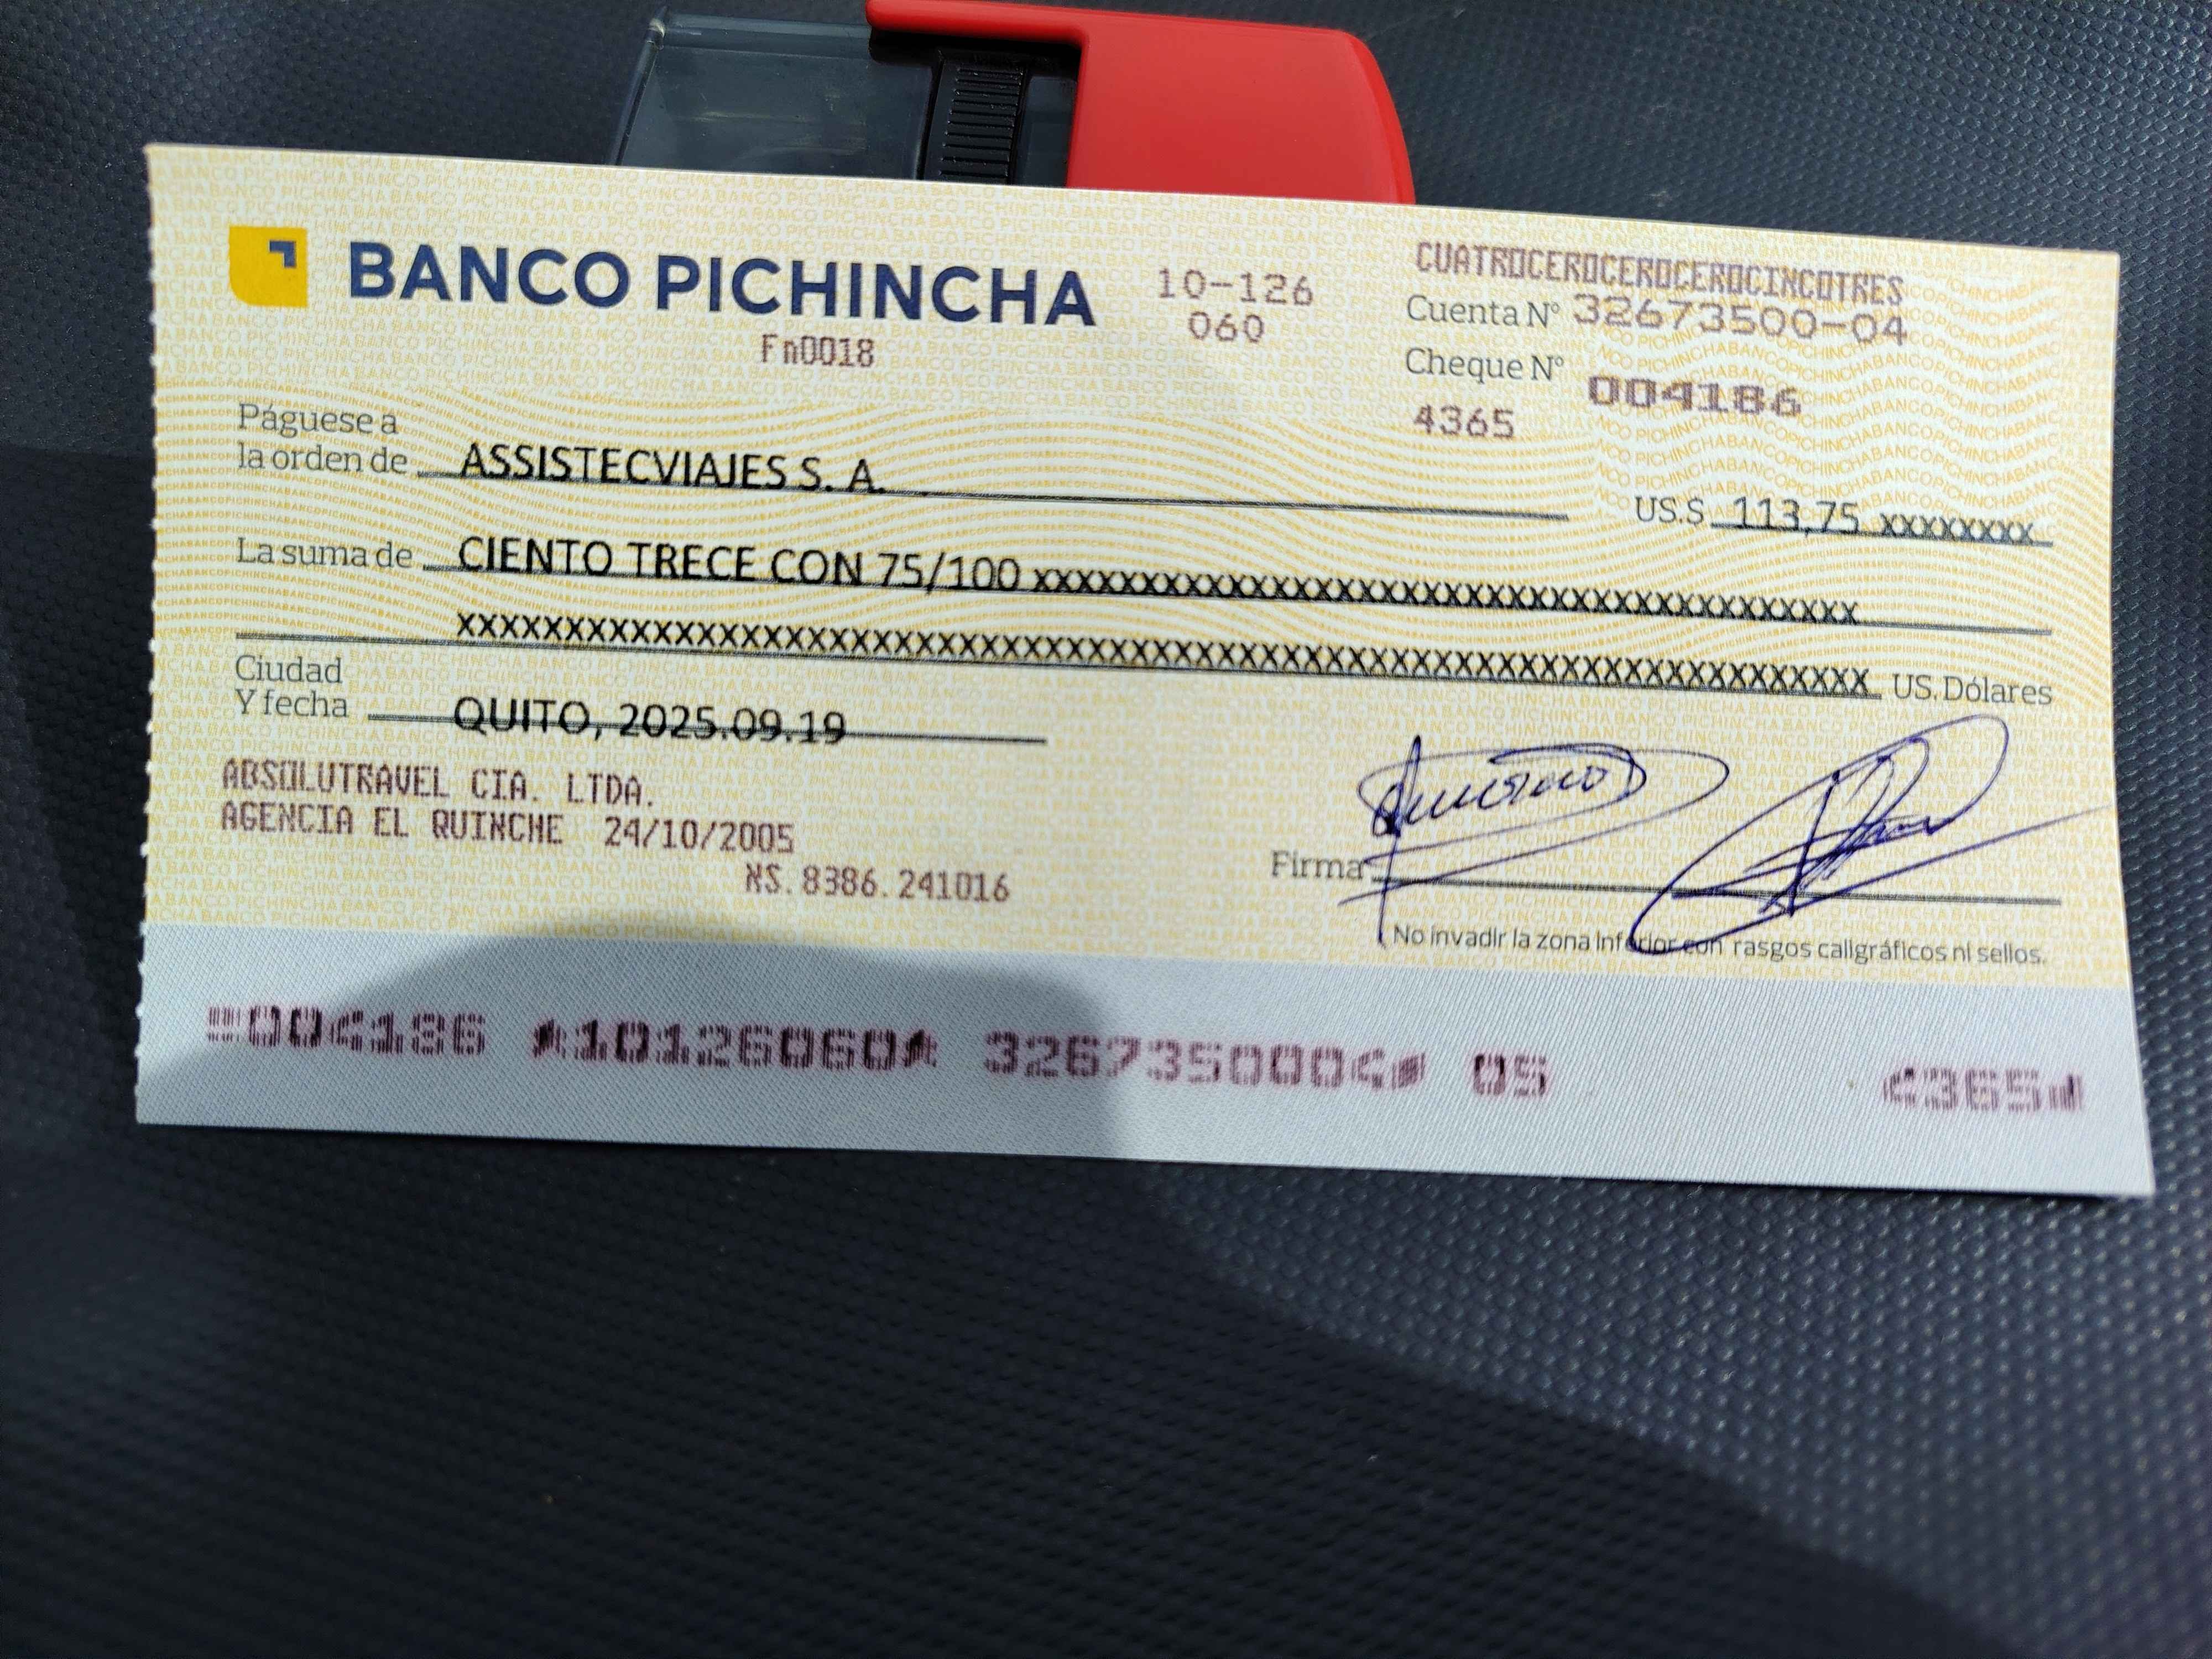 BANCO PICHINCHA
Fn0018
10-126
060
CUATROCEROCEROCEROCINCOTRES
Cuenta Nº 32673500-04
Cheque Nº 004186
4365
Páguese a
la orden de ASSISTECVIAJES S. A.
US.$ 113,75 xxxxxxxx
La suma de CIENTO TRECE CON 75/100 xxxxxxxxxxxxxxxxxxxxxxxxxxxxxxxxxxxxxxxxxxxxx
xxxxxxxxxxxxxxxxxxxxxxxxxxxxxxxxxxxxxxxxxxxxxxxxxxxxxxxxxxxxxxxxxxxxxxxx US. Dólares
Ciudad
Y fecha QUITO, 2025.09.19
ABSOLUTRAVEL CIA. LTDA.
AGENCIA EL QUINCHE 24/10/2005
NS.8386.241016
Firma
No invadir la zona inferior con rasgos caligráficos ni sellos.
004186 10126060 3267350004 05 4365